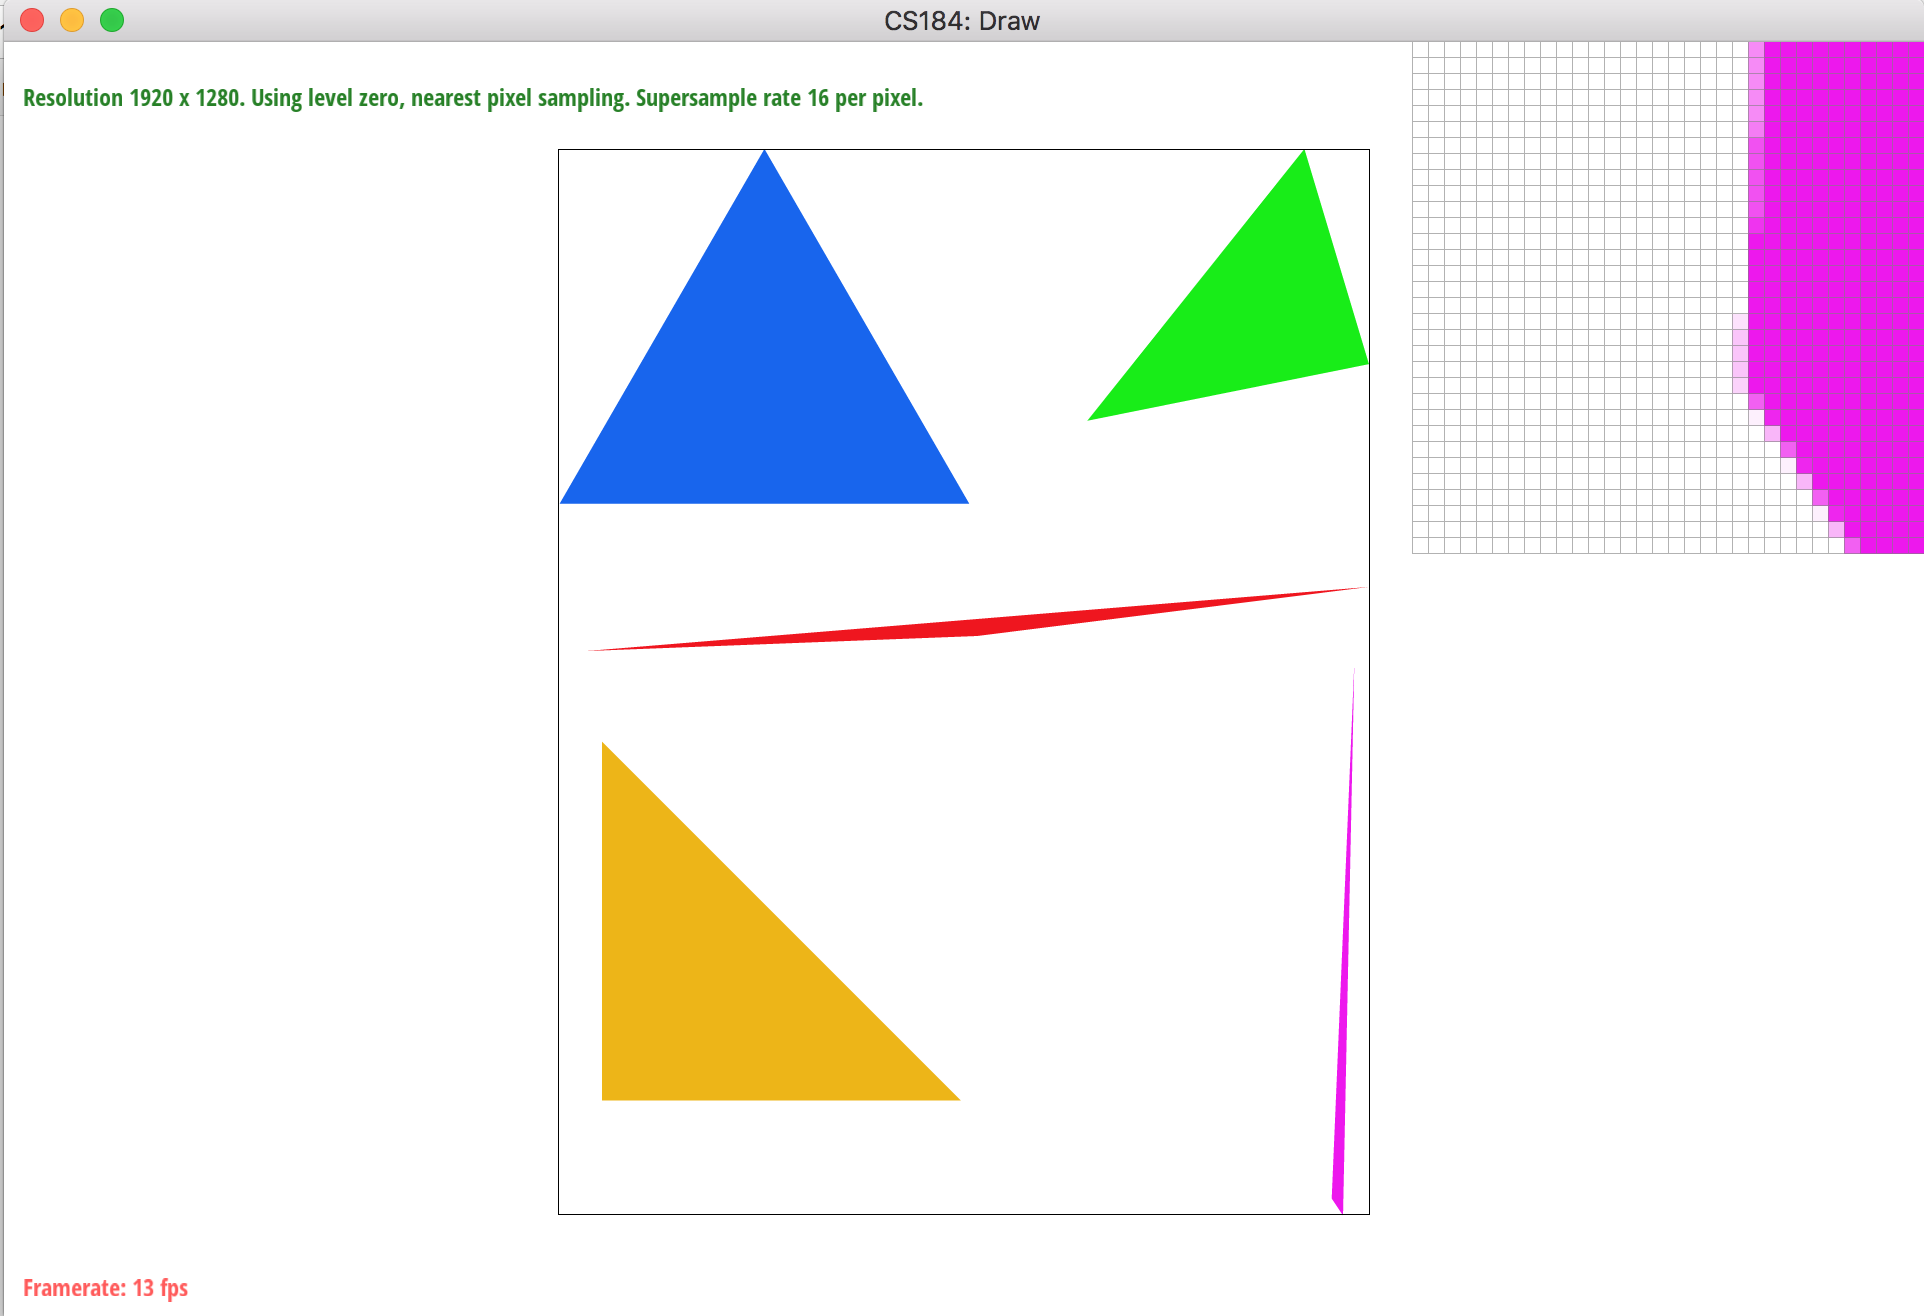 CS184: Draw
Resolution 1920 x 1280. Using level zero, nearest pixel sampling. Supersample rate 16 per pixel.
Framerate: 13 fps